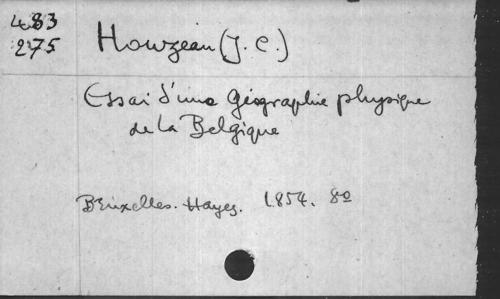 483
275
Houzeau (J. C.)
Essai d'une Géographie physique
de la Belgique
Bruxelles. Hayez. 1854. 8º